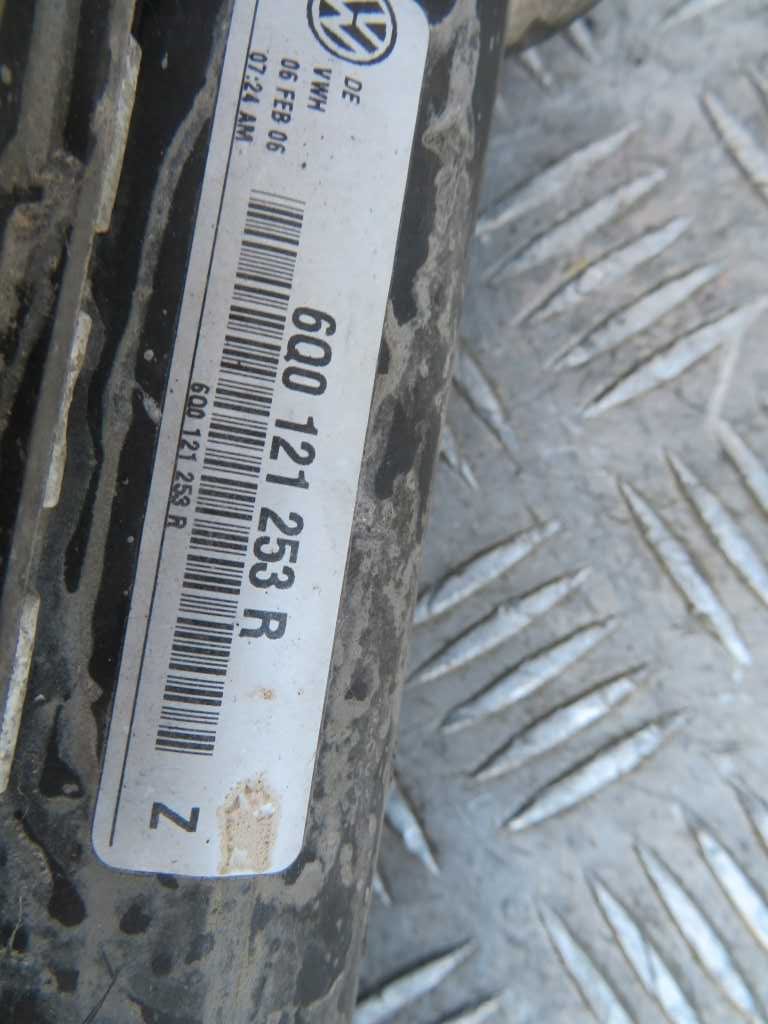 VW
DE
VWH
06 FEB 06
07:24 AM
6Q0 121 253 R
6Q0 121 253 R
Z